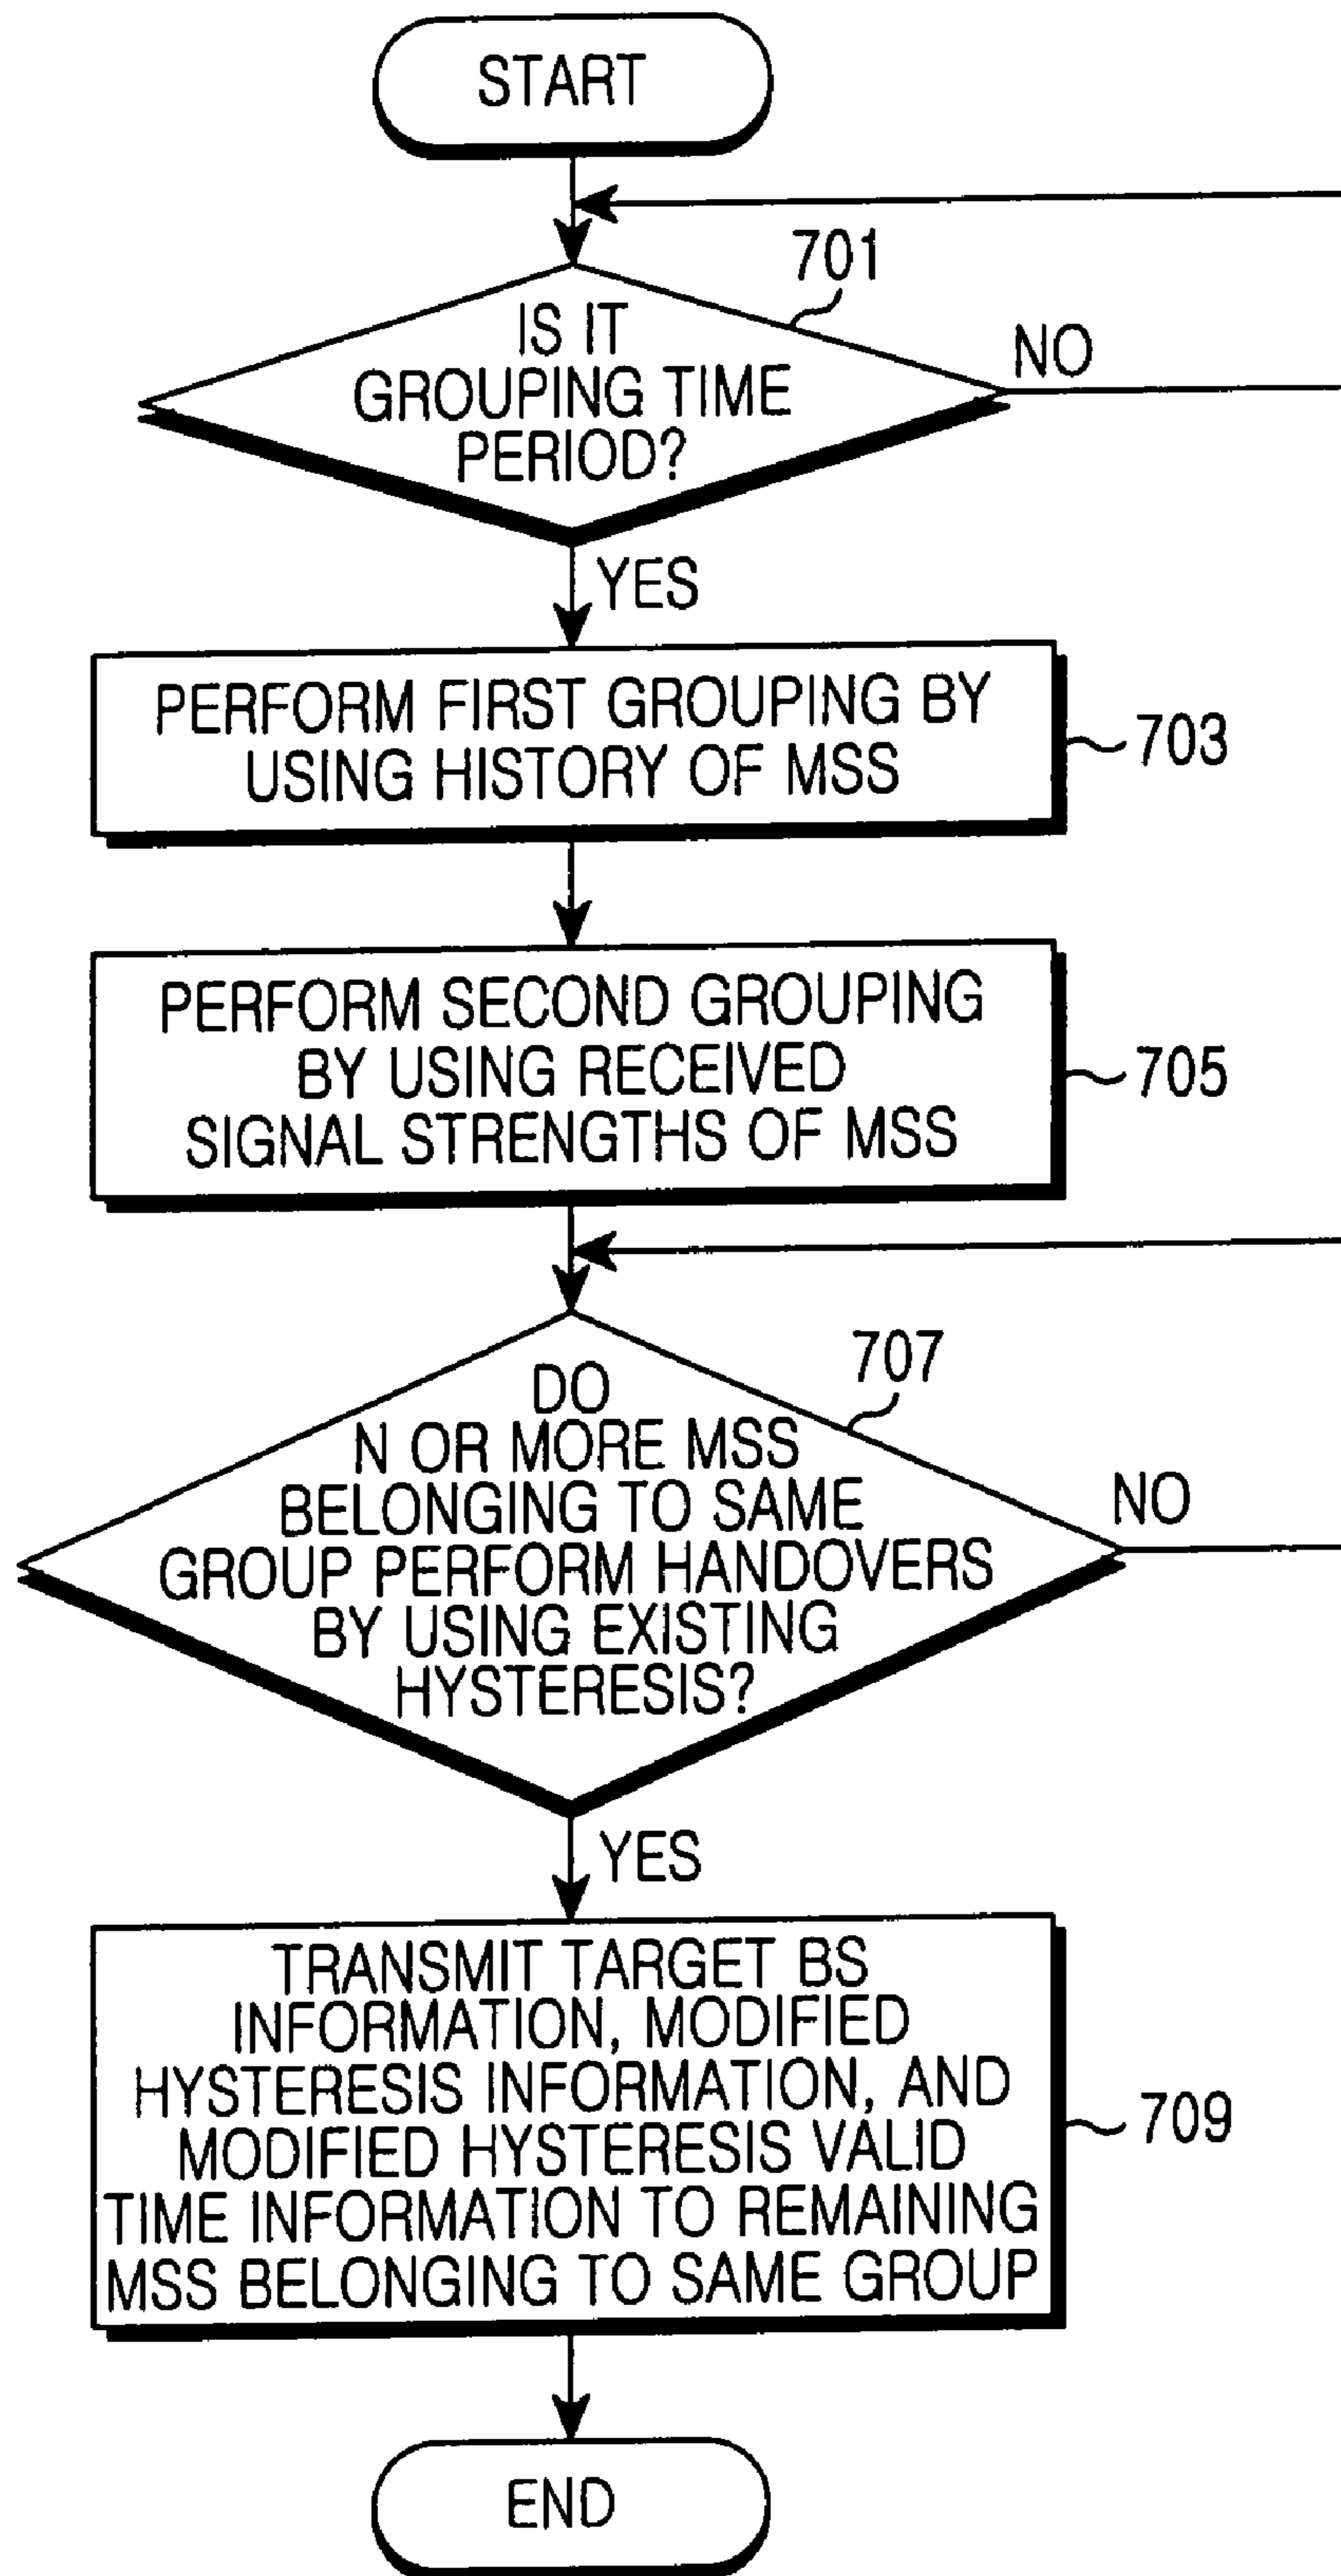 START
701
IS IT
GROUPING TIME
PERIOD?
NO
YES
PERFORM FIRST GROUPING BY
USING HISTORY OF MSS
703
PERFORM SECOND GROUPING
BY USING RECEIVED
SIGNAL STRENGTHS OF MSS
705
707
DO
N OR MORE MSS
BELONGING TO SAME
GROUP PERFORM HANDOVERS
BY USING EXISTING
HYSTERESIS?
NO
YES
TRANSMIT TARGET BS
INFORMATION, MODIFIED
HYSTERESIS INFORMATION, AND
MODIFIED HYSTERESIS VALID
TIME INFORMATION TO REMAINING
MSS BELONGING TO SAME GROUP
709
END